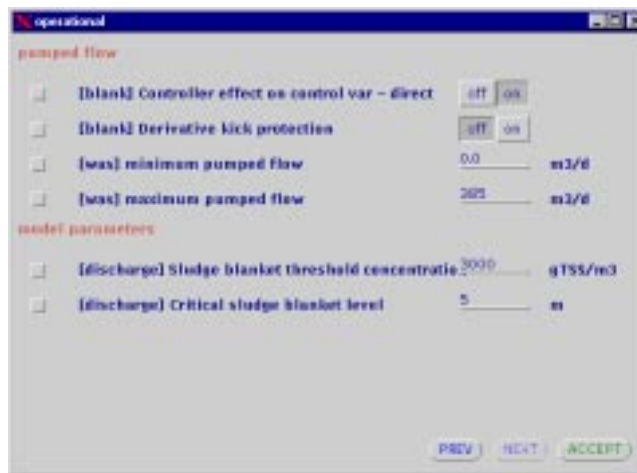 operational
pumped flow
[blank] Controller effect on control var - direct off on
[blank] Derivative kick protection off on
[was] minimum pumped flow 0.0 m3/d
[was] maximum pumped flow 385 m3/d
model parameters
[discharge] Sludge blanket threshold concentratio... 3000 gTSS/m3
[discharge] Critical sludge blanket level 5 m
PREV NEXT ACCEPT